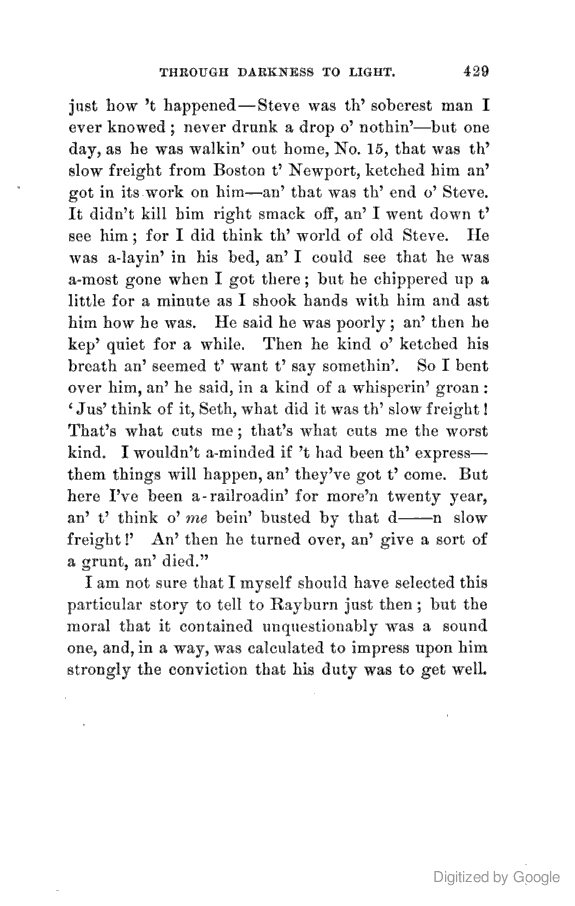 THROUGH DARKNESS TO LIGHT. 429
just how 't happened—Steve was th' soberest man I
ever knowed; never drunk a drop o' nothin'—but one
day, as he was walkin' out home, No. 15, that was th'
slow freight from Boston t' Newport, ketched him an'
got in its work on him—an' that was th' end o' Steve.
It didn't kill him right smack off, an' I went down t'
see him; for I did think th' world of old Steve. He
was a-layin' in his bed, an' I could see that he was
a-most gone when I got there; but he chippered up a
little for a minute as I shook hands with him and ast
him how he was. He said he was poorly; an' then he
kep' quiet for a while. Then he kind o' ketched his
breath an' seemed t' want t' say somethin'. So I bent
over him, an' he said, in a kind of a whisperin' groan:
'Jus' think of it, Seth, what did it was th' slow freight!
That's what cuts me; that's what cuts me the worst
kind. I wouldn't a-minded if 't had been th' express—
them things will happen, an' they've got t' come. But
here I've been a-railroadin' for more'n twenty year,
an' t' think o' me bein' busted by that d——n slow
freight!' An' then he turned over, an' give a sort of
a grunt, an' died."
I am not sure that I myself should have selected this
particular story to tell to Rayburn just then; but the
moral that it contained unquestionably was a sound
one, and, in a way, was calculated to impress upon him
strongly the conviction that his duty was to get well.
Digitized by Google